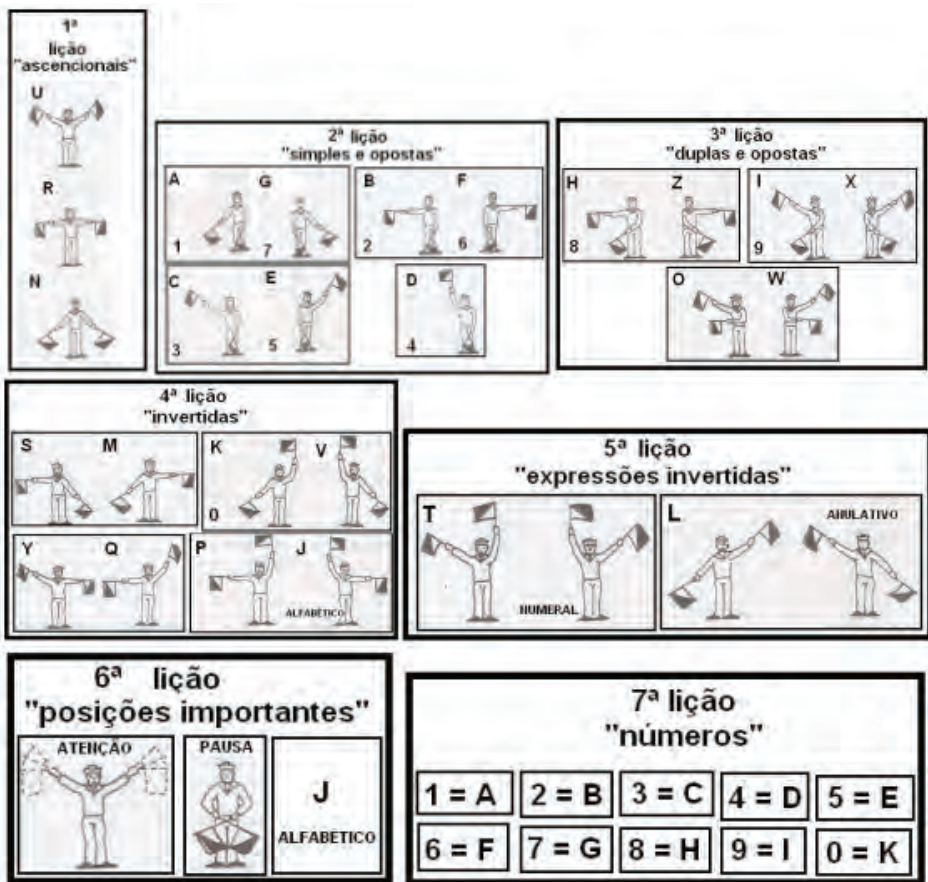 1ª
lição
"ascencionais"
U
R
N
2ª lição
"simples e opostas"
A G
1 7
B F
2 6
C E
3 5
D
4
3ª lição
"duplas e opostas"
H Z
8
I X
9
O W
4ª lição
"invertidas"
S M
K V
0
Y Q
P J
ALFABÉTICO
5ª lição
"expressões invertidas"
T
NUMERAL
L ANULATIVO
6ª lição
"posições importantes"
ATENÇÃO
PAUSA
J
ALFABÉTICO
7ª lição
"números"
1 = A 2 = B 3 = C 4 = D 5 = E
6 = F 7 = G 8 = H 9 = I 0 = K